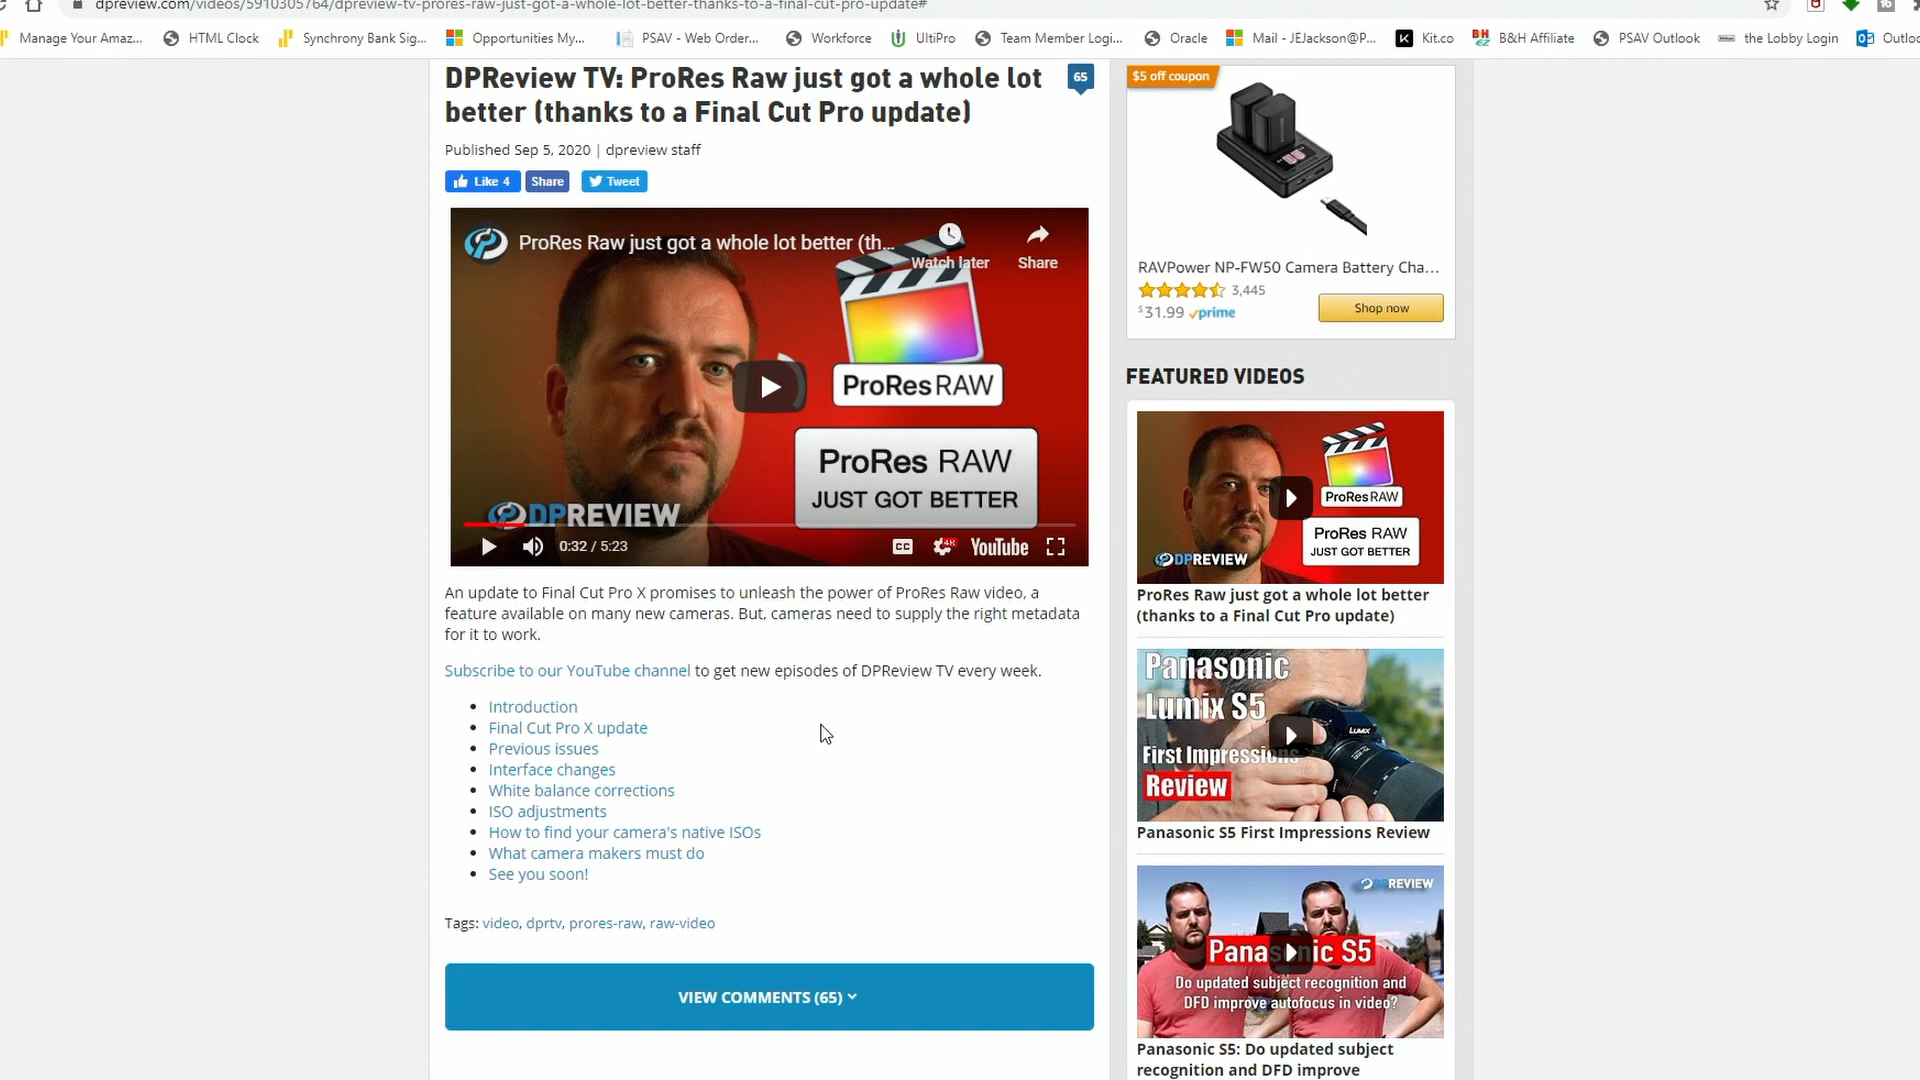 dpreview.com/videos/5910305764/dpreview-tv-prores-raw-just-got-a-whole-lot-better-thanks-to-a-final-cut-pro-update#
16
Manage Your Amaz... HTML Clock Synchrony Bank Sig... Opportunities My... PSAV - Web Order... Workforce UltiPro Team Member Logi... Oracle Mail - JEJackson@P... Kit.co B&H Affiliate PSAV Outlook the Lobby Login Outloo
DPReview TV: ProRes Raw just got a whole lot
better (thanks to a Final Cut Pro update)
65
Published Sep 5, 2020 | dpreview staff
Like 4 Share Tweet
ProRes Raw just got a whole lot better (th...
Watch later Share
ProRes RAW
ProRes RAW
JUST GOT BETTER
DPREVIEW
0:32 / 5:23
CC 4K YouTube
An update to Final Cut Pro X promises to unleash the power of ProRes Raw video, a
feature available on many new cameras. But, cameras need to supply the right metadata
for it to work.
Subscribe to our YouTube channel to get new episodes of DPReview TV every week.
• Introduction
• Final Cut Pro X update
• Previous issues
• Interface changes
• White balance corrections
• ISO adjustments
• How to find your camera's native ISOs
• What camera makers must do
• See you soon!
Tags: video, dprtv, prores-raw, raw-video
VIEW COMMENTS (65)
$5 off coupon
RAVPower NP-FW50 Camera Battery Cha...
3,445
$31.99 prime
Shop now
FEATURED VIDEOS
ProRes RAW
ProRes RAW
JUST GOT BETTER
DPREVIEW
ProRes Raw just got a whole lot better
(thanks to a Final Cut Pro update)
Panasonic
Lumix S5
LUMIX
First Impressions
Review
Panasonic S5 First Impressions Review
DPREVIEW
Panasonic S5
Do updated subject recognition and
DFD improve autofocus in video?
Panasonic S5: Do updated subject
recognition and DFD improve